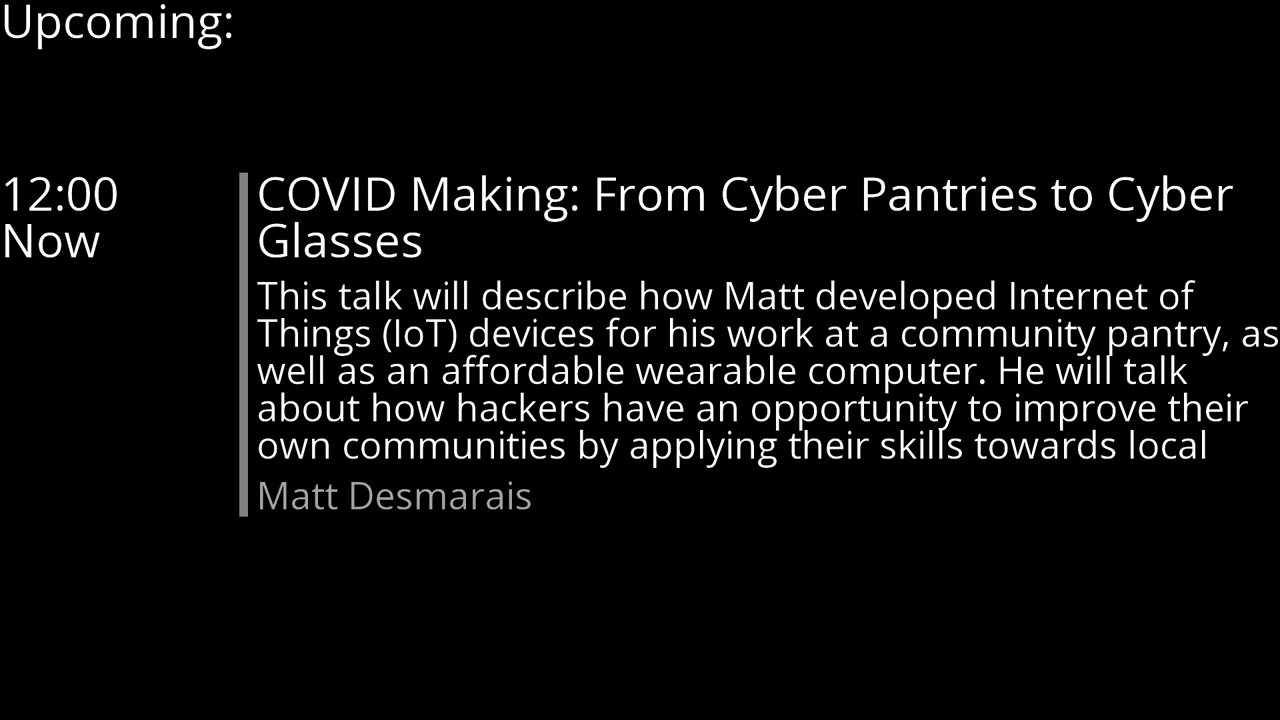 Upcoming:
12:00
Now
COVID Making: From Cyber Pantries to Cyber
Glasses
This talk will describe how Matt developed Internet of
Things (IoT) devices for his work at a community pantry, as
well as an affordable wearable computer. He will talk
about how hackers have an opportunity to improve their
own communities by applying their skills towards local
Matt Desmarais